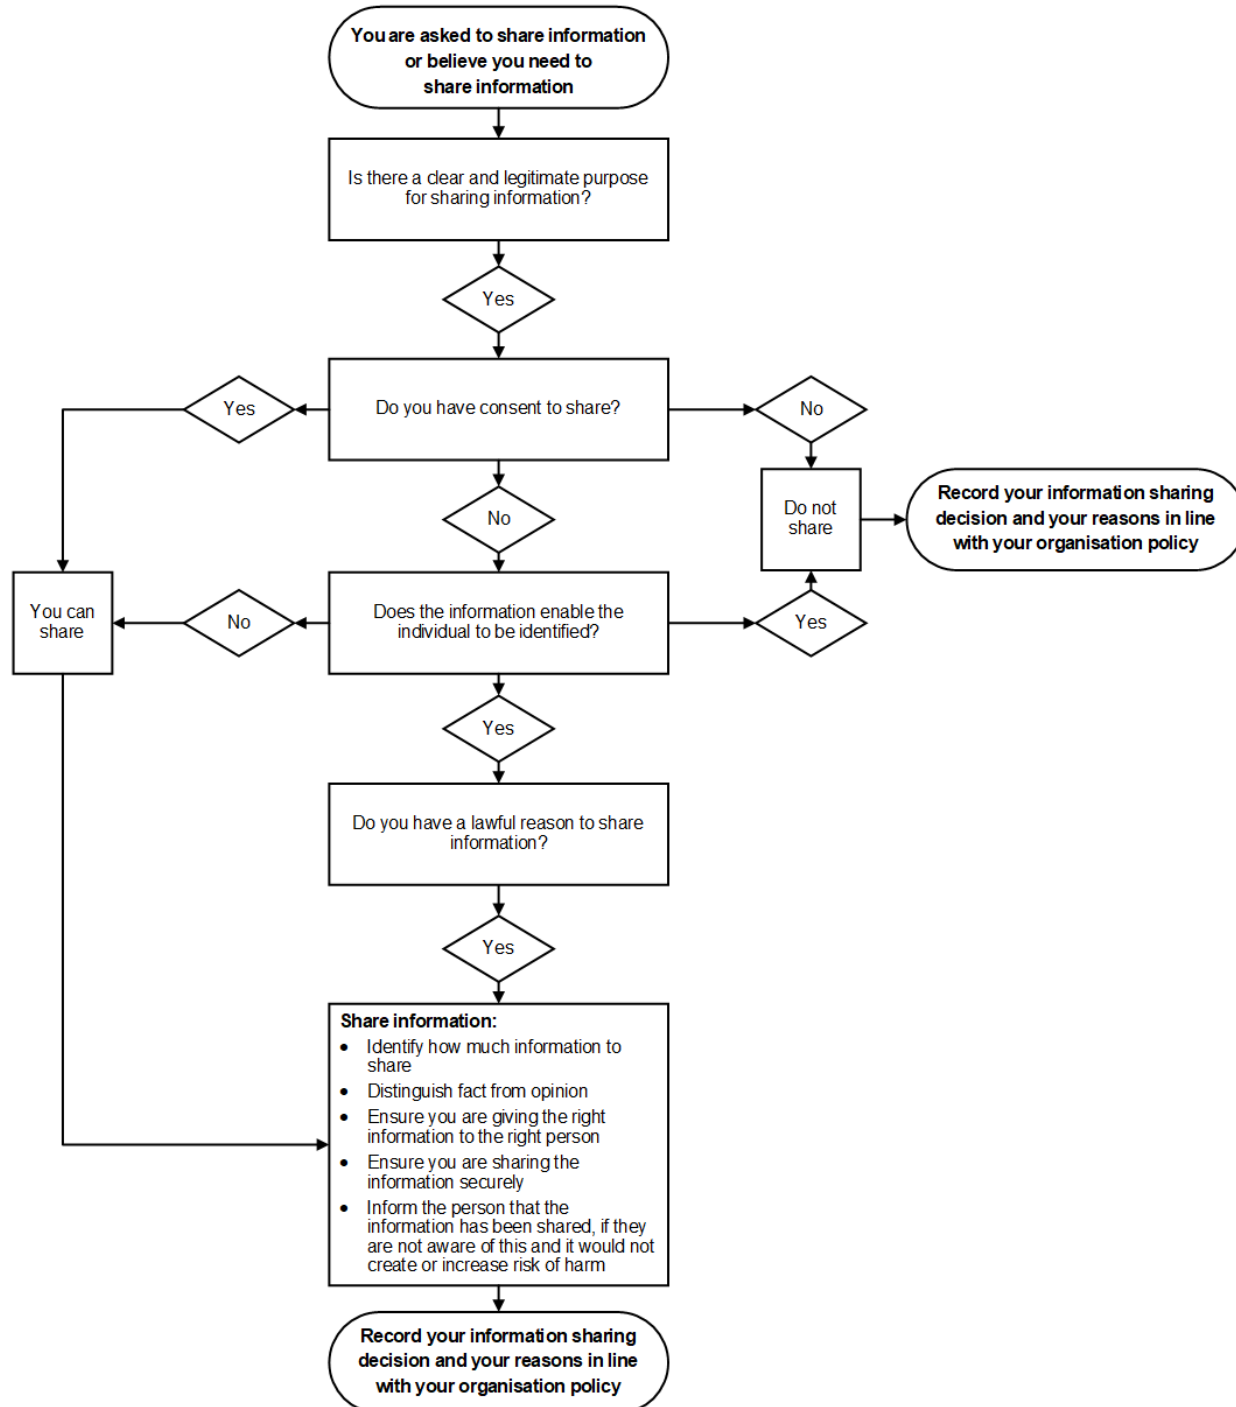 You are asked to share information
or believe you need to
share information
Is there a clear and legitimate purpose
for sharing information?
Yes
Yes
Do you have consent to share?
No
No
Do not
share
Record your information sharing
decision and your reasons in line
with your organisation policy
You can
share
No
Does the information enable the
individual to be identified?
Yes
Yes
Do you have a lawful reason to share
information?
Yes
Share information:
• Identify how much information to
share
• Distinguish fact from opinion
• Ensure you are giving the right
information to the right person
• Ensure you are sharing the
information securely
• Inform the person that the
information has been shared, if they
are not aware of this and it would not
create or increase risk of harm
Record your information sharing
decision and your reasons in line
with your organisation policy